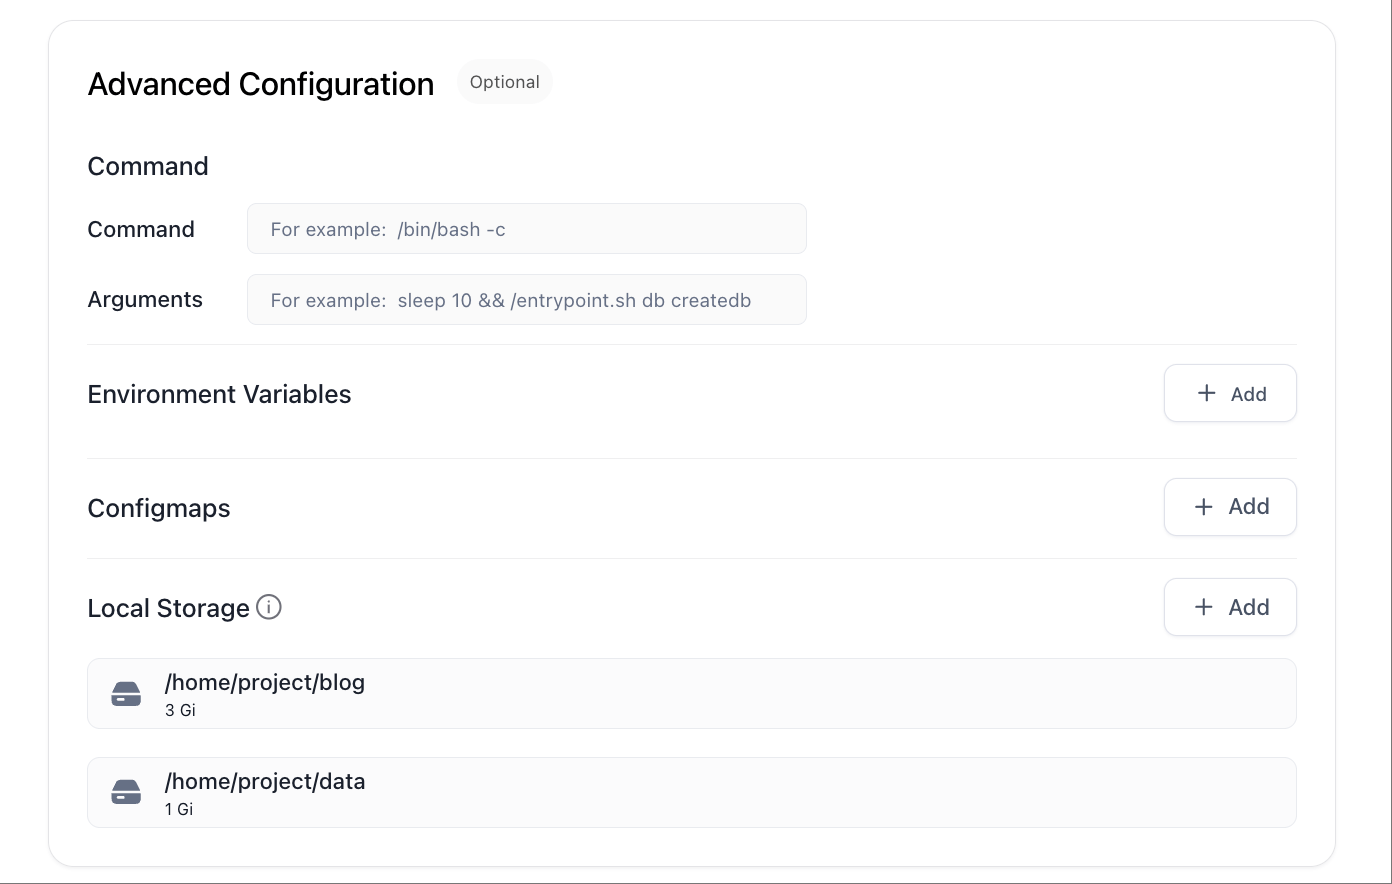 Advanced Configuration Optional
Command
Command For example: /bin/bash -c
Arguments For example: sleep 10 && /entrypoint.sh db createdb
Environment Variables + Add
Configmaps + Add
Local Storage + Add
/home/project/blog
3 Gi
/home/project/data
1 Gi